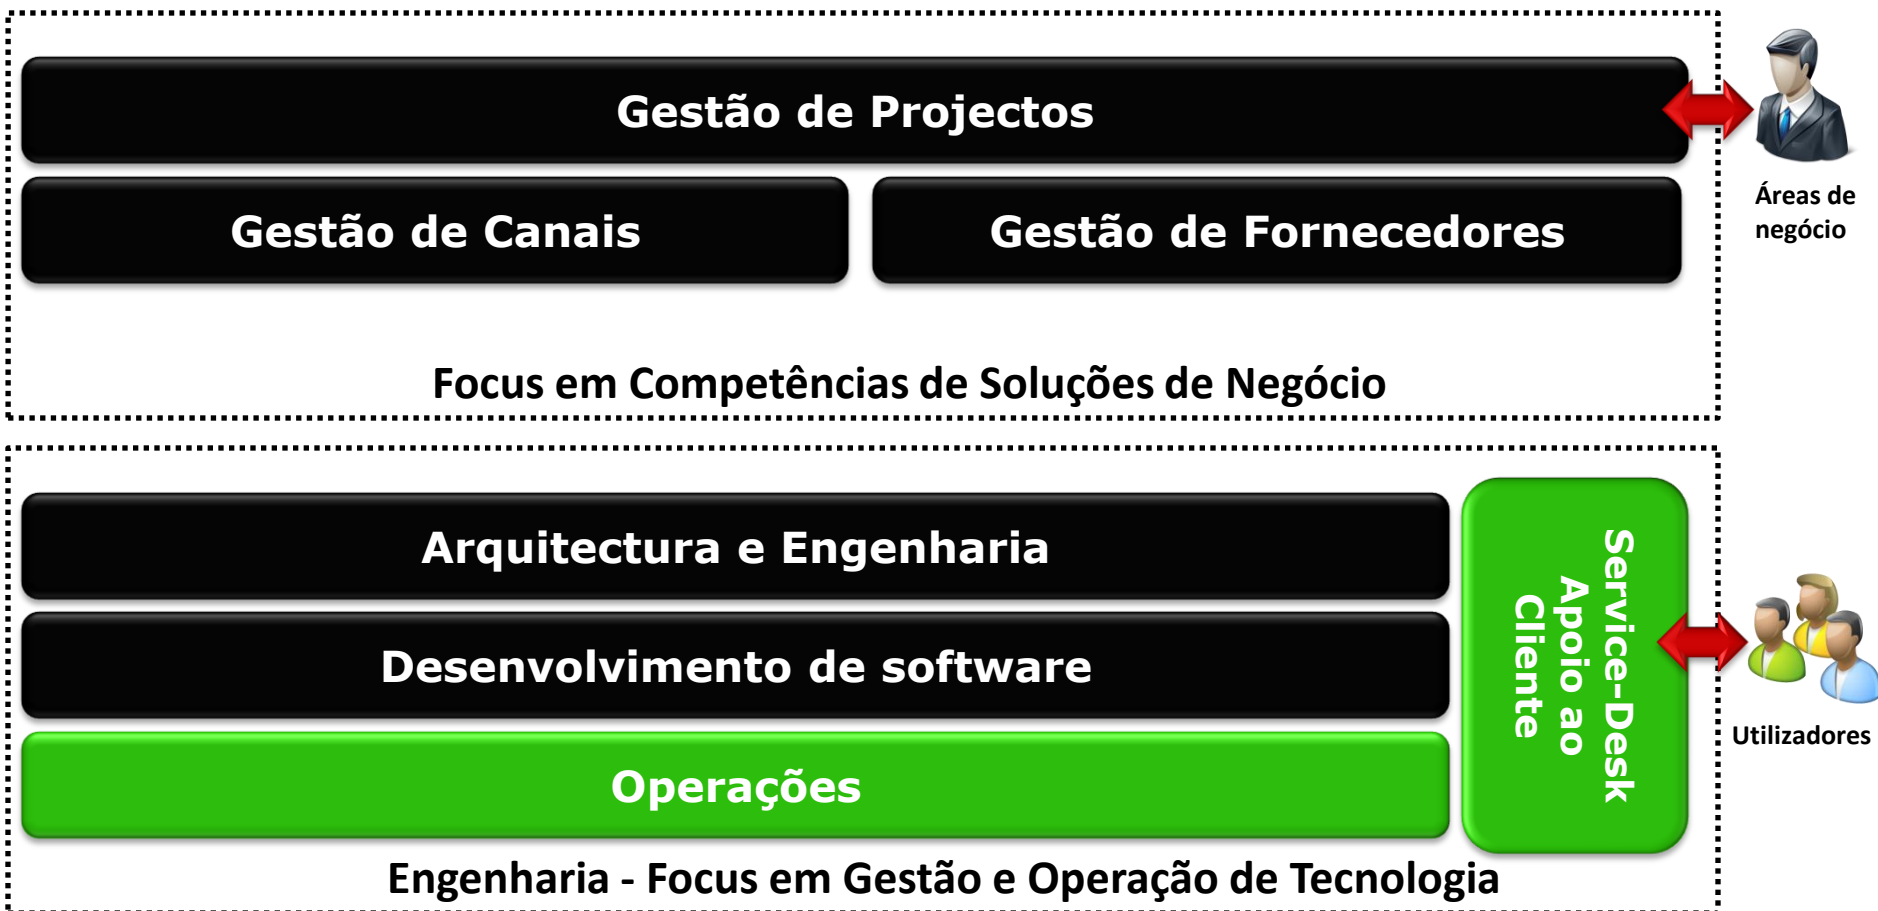 Gestão de Projectos
Áreas de
negócio
Gestão de Canais
Gestão de Fornecedores
Focus em Competências de Soluções de Negócio
Arquitectura e Engenharia
Desenvolvimento de software
Operações
Service-Desk
Apoio ao
Cliente
Utilizadores
Engenharia - Focus em Gestão e Operação de Tecnologia